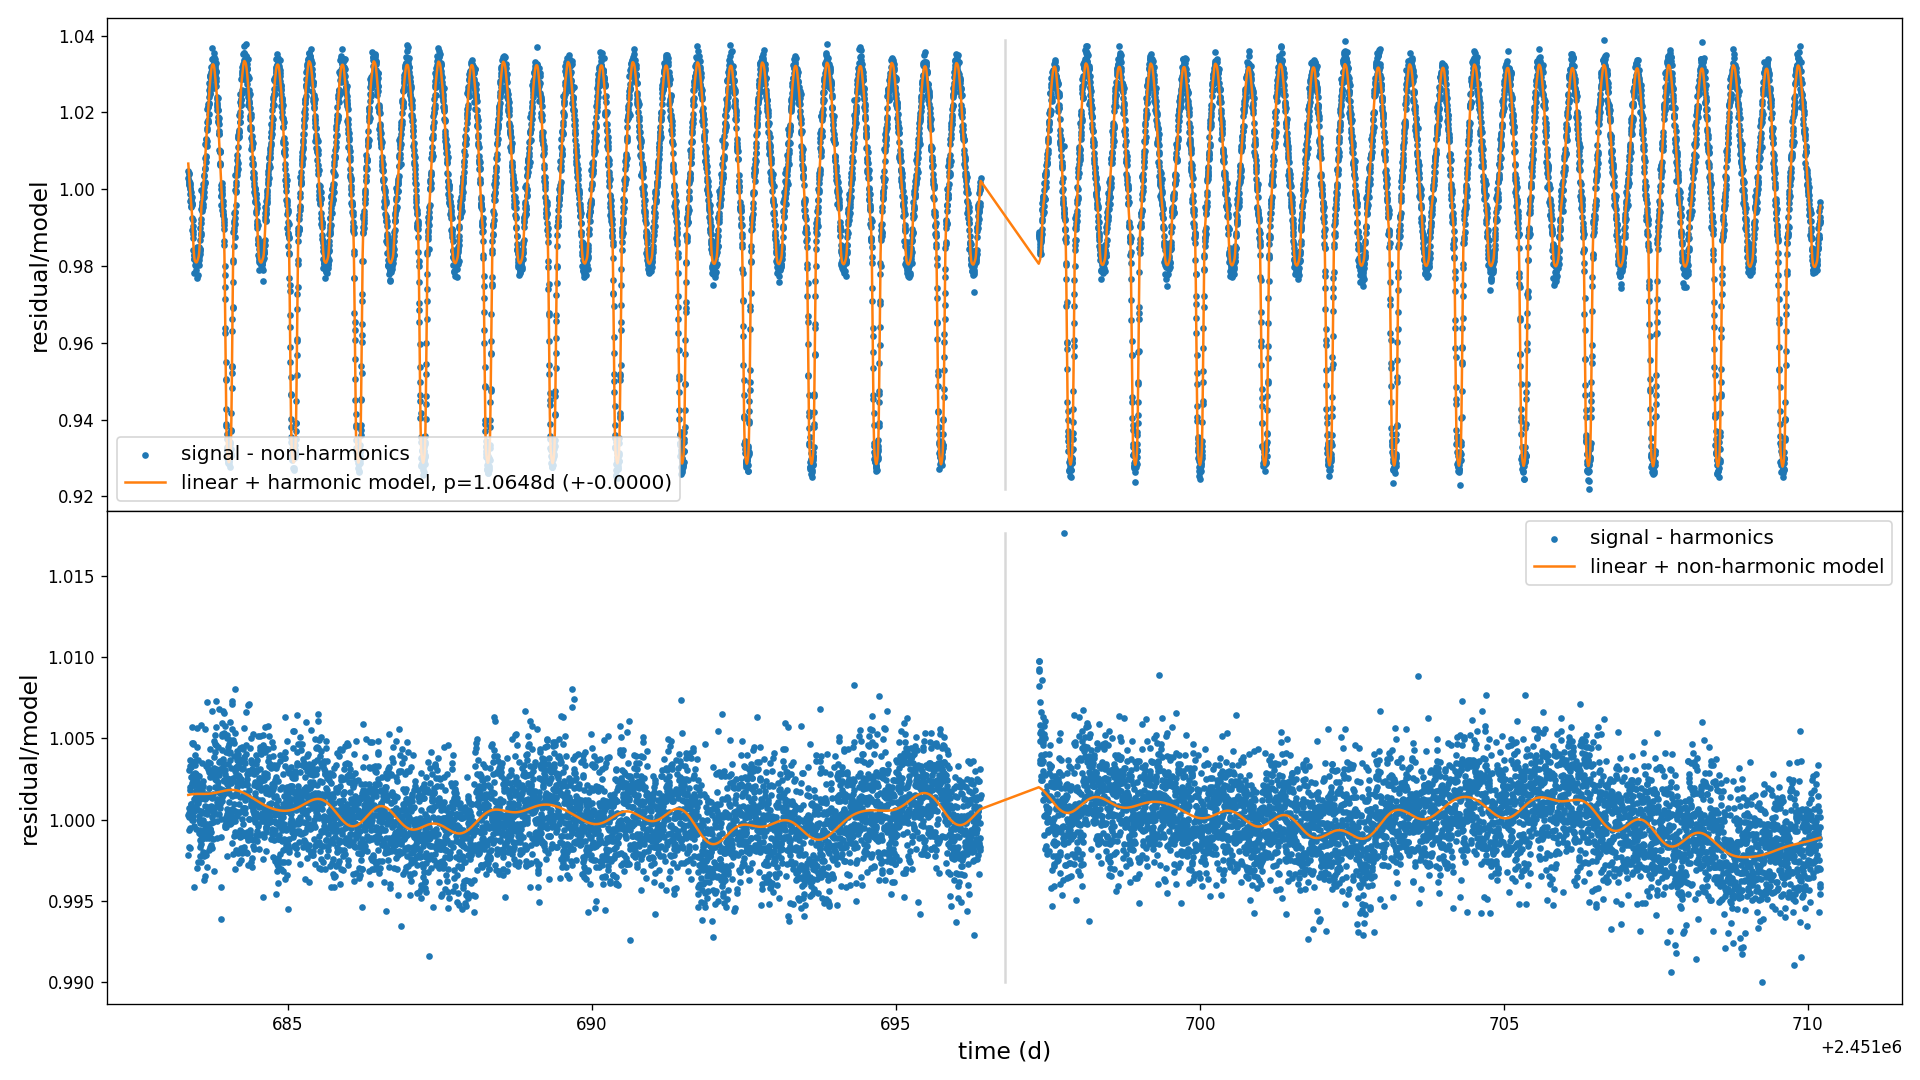 1.04
1.02
1.00
0.98
0.96
0.94
0.92
residual/model
signal - non-harmonics
linear + harmonic model, p=1.0648d (+-0.0000)
1.015
1.010
1.005
1.000
0.995
0.990
residual/model
signal - harmonics
linear + non-harmonic model
685
690
695
700
705
710
time (d)
+2.451e6